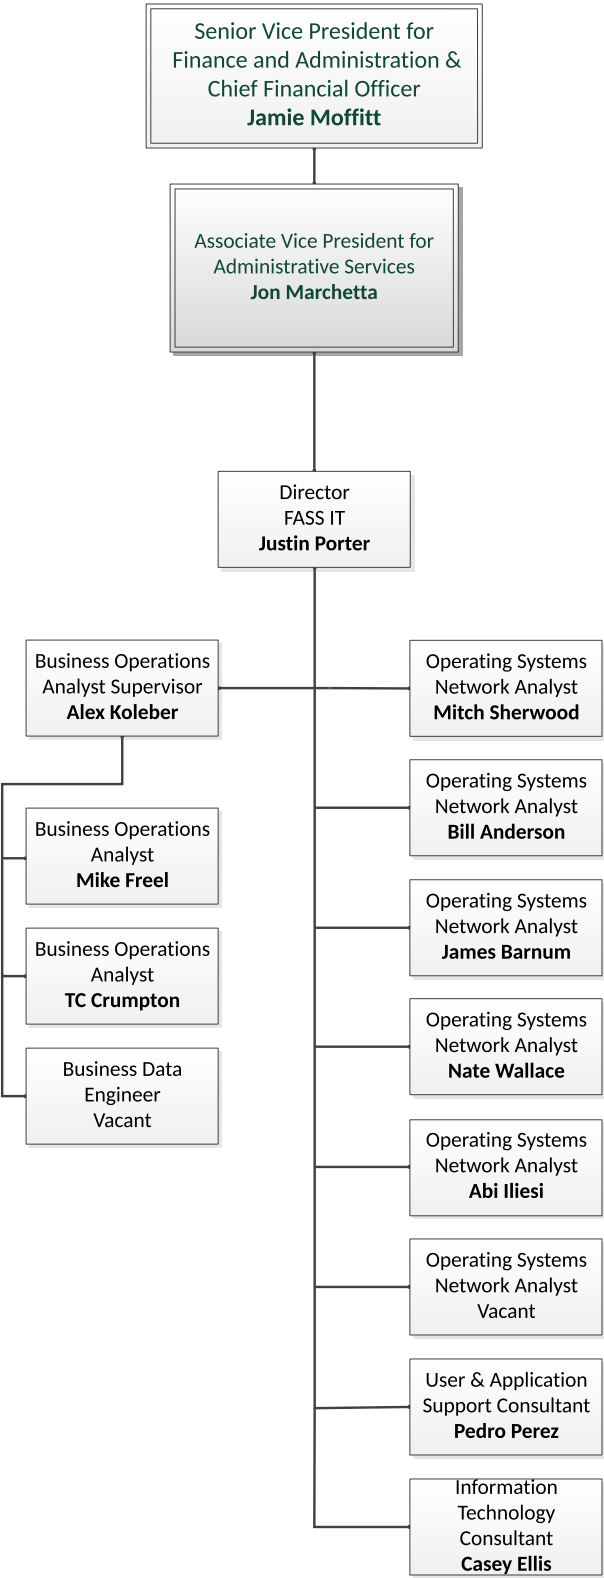 Senior Vice President for
Finance and Administration &
Chief Financial Officer
Jamie Moffitt
Associate Vice President for
Administrative Services
Jon Marchetta
Director
FASS IT
Justin Porter
Business Operations
Analyst Supervisor
Alex Koleber
Business Operations
Analyst
Mike Freel
Business Operations
Analyst
TC Crumpton
Business Data
Engineer
Vacant
Operating Systems
Network Analyst
Mitch Sherwood
Operating Systems
Network Analyst
Bill Anderson
Operating Systems
Network Analyst
James Barnum
Operating Systems
Network Analyst
Nate Wallace
Operating Systems
Network Analyst
Abi Iliesi
Operating Systems
Network Analyst
Vacant
User & Application
Support Consultant
Pedro Perez
Information
Technology
Consultant
Casey Ellis